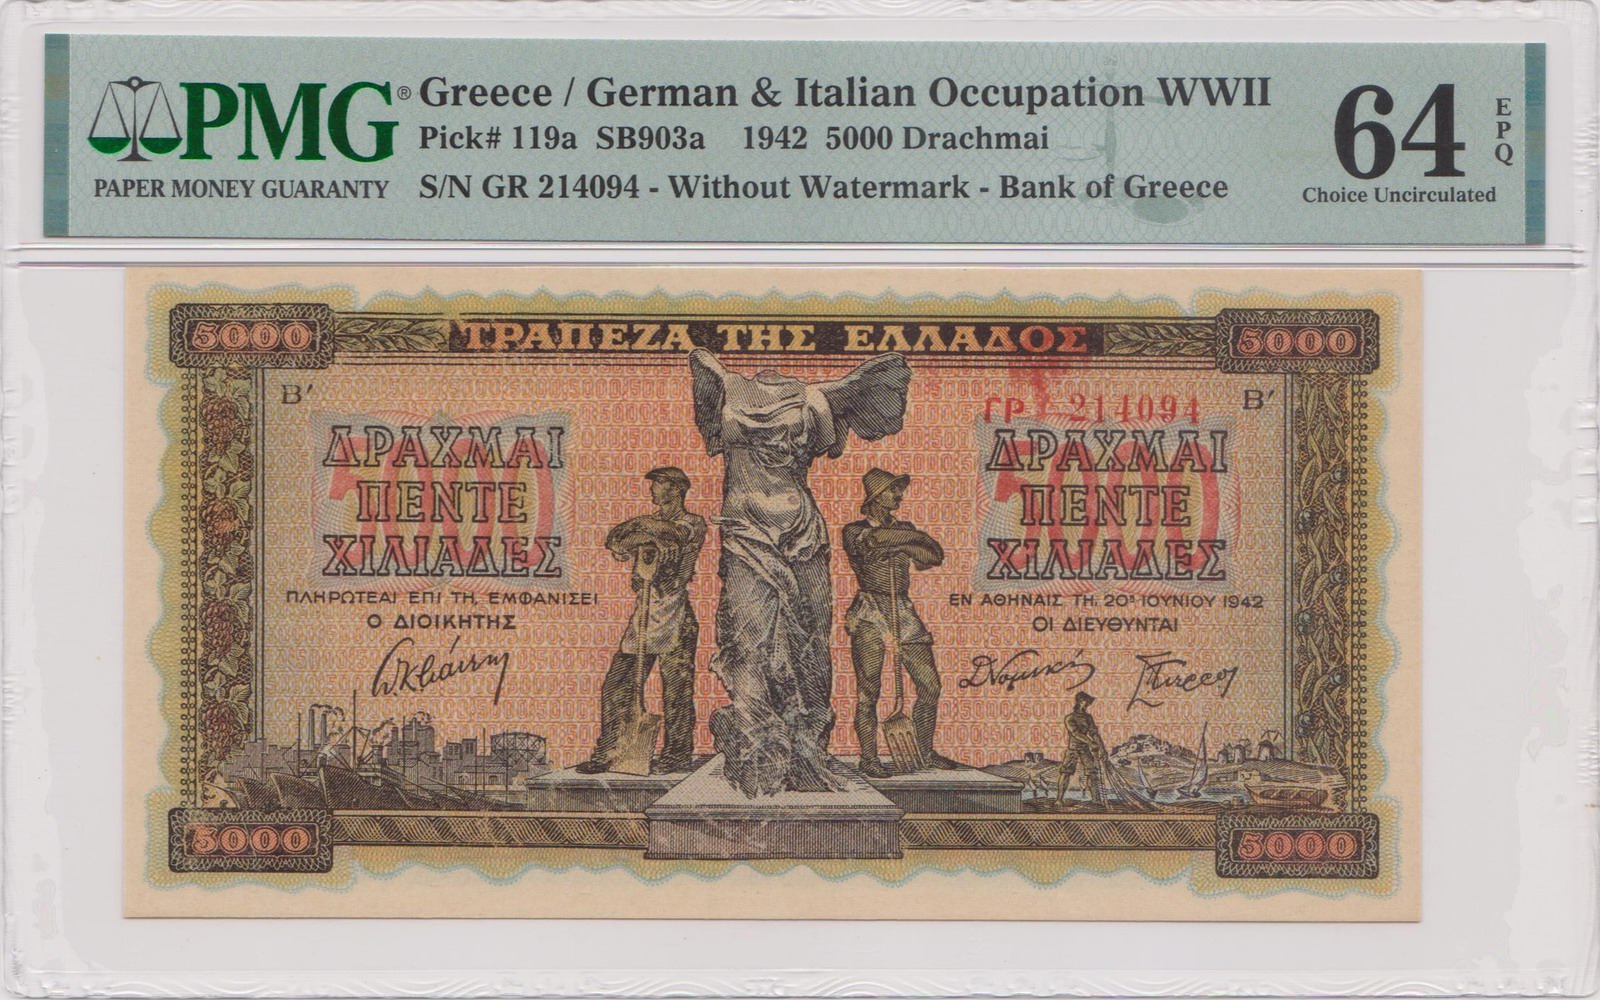 PMG®
PAPER MONEY GUARANTY
Greece / German & Italian Occupation WWII
Pick# 119a SB903a 1942 5000 Drachmai
S/N GR 214094 - Without Watermark - Bank of Greece
64
EPQ
Choice Uncirculated
5000
ΤΡΑΠΕΖΑ ΤΗΣ ΕΛΛΑΔΟΣ
5000
Β′
ΓΡ 214094
Β′
5000
ΔΡΑΧΜΑΙ
ΠΕΝΤΕ
ΧΙΛΙΑΔΕΣ
5000
ΔΡΑΧΜΑΙ
ΠΕΝΤΕ
ΧΙΛΙΑΔΕΣ
ΠΛΗΡΩΤΕΑΙ ΕΠΙ ΤΗ, ΕΜΦΑΝΙΣΕΙ
Ο ΔΙΟΙΚΗΤΗΣ
ΕΝ ΑΘΗΝΑΙΣ ΤΗ, 20ῌ ΙΟΥΝΙΟΥ 1942
ΟΙ ΔΙΕΥΘΥΝΤΑΙ
5000
5000